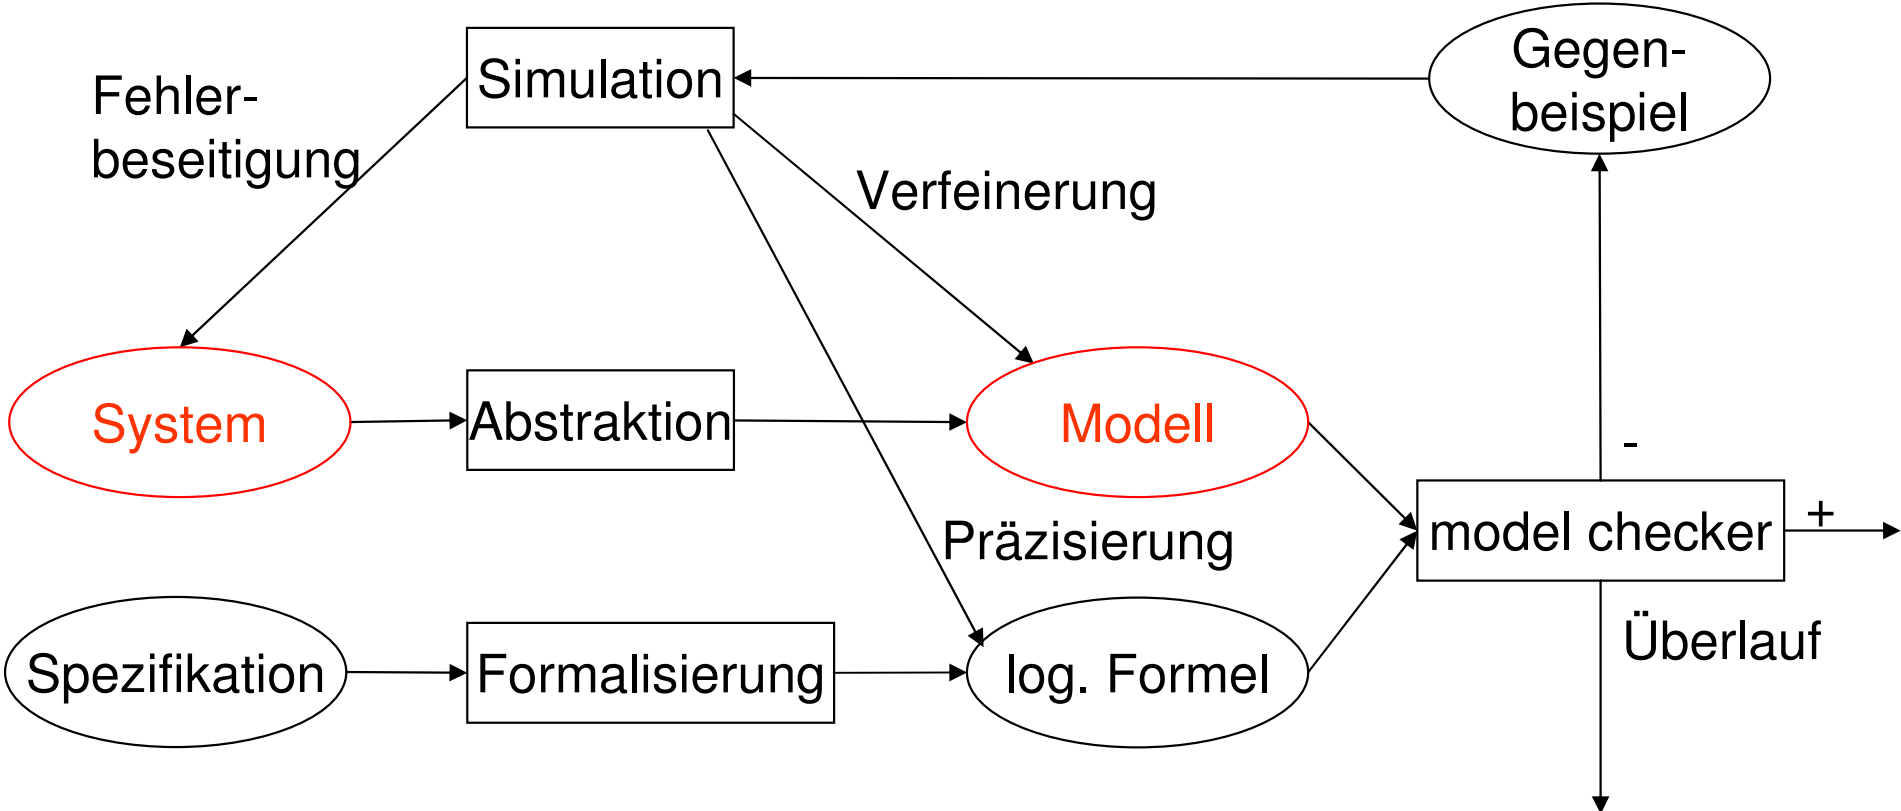 Gegen-
beispiel
Simulation
Fehler-
beseitigung
Verfeinerung
System
Abstraktion
Modell
-
+
model checker
Präzisierung
Überlauf
Spezifikation
Formalisierung
log. Formel